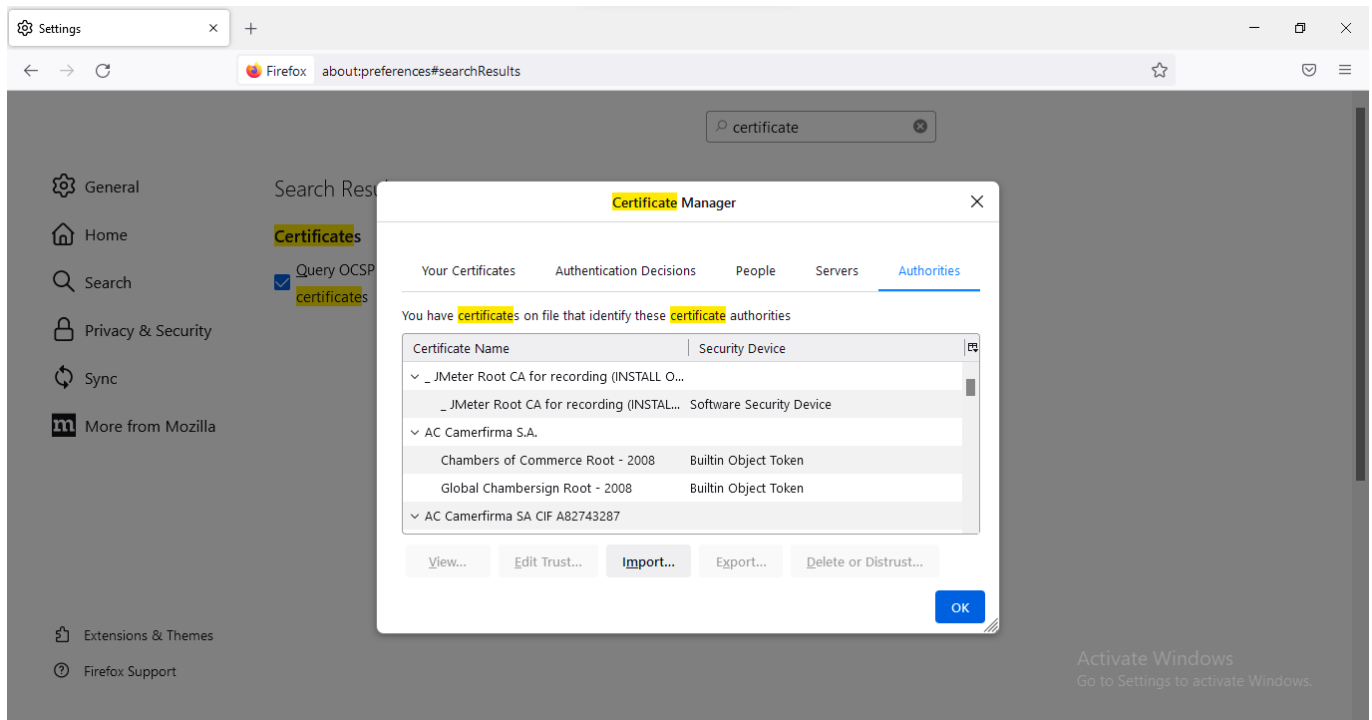 Settings
Firefox about:preferences#searchResults
certificate
General
Home
Search
Privacy & Security
Sync
More from Mozilla
Extensions & Themes
Firefox Support
Search Resu
Certificates
Query OCSP
certificates
Certificate Manager
Your Certificates Authentication Decisions People Servers Authorities
You have certificates on file that identify these certificate authorities
Certificate Name Security Device
_ JMeter Root CA for recording (INSTALL O...
_ JMeter Root CA for recording (INSTAL... Software Security Device
AC Camerfirma S.A.
Chambers of Commerce Root - 2008 Builtin Object Token
Global Chambersign Root - 2008 Builtin Object Token
AC Camerfirma SA CIF A82743287
View... Edit Trust... Import... Export... Delete or Distrust...
OK
Activate Windows
Go to Settings to activate Windows.